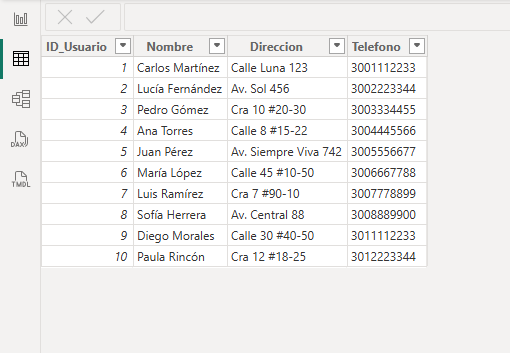 ID_Usuario Nombre Direccion Telefono
1 Carlos Martínez Calle Luna 123 3001112233
2 Lucía Fernández Av. Sol 456 3002223344
3 Pedro Gómez Cra 10 #20-30 3003334455
4 Ana Torres Calle 8 #15-22 3004445566
5 Juan Pérez Av. Siempre Viva 742 3005556677
6 María López Calle 45 #10-50 3006667788
7 Luis Ramírez Cra 7 #90-10 3007778899
8 Sofía Herrera Av. Central 88 3008889900
9 Diego Morales Calle 30 #40-50 3011112233
10 Paula Rincón Cra 12 #18-25 3012223344
DAX
TMDL